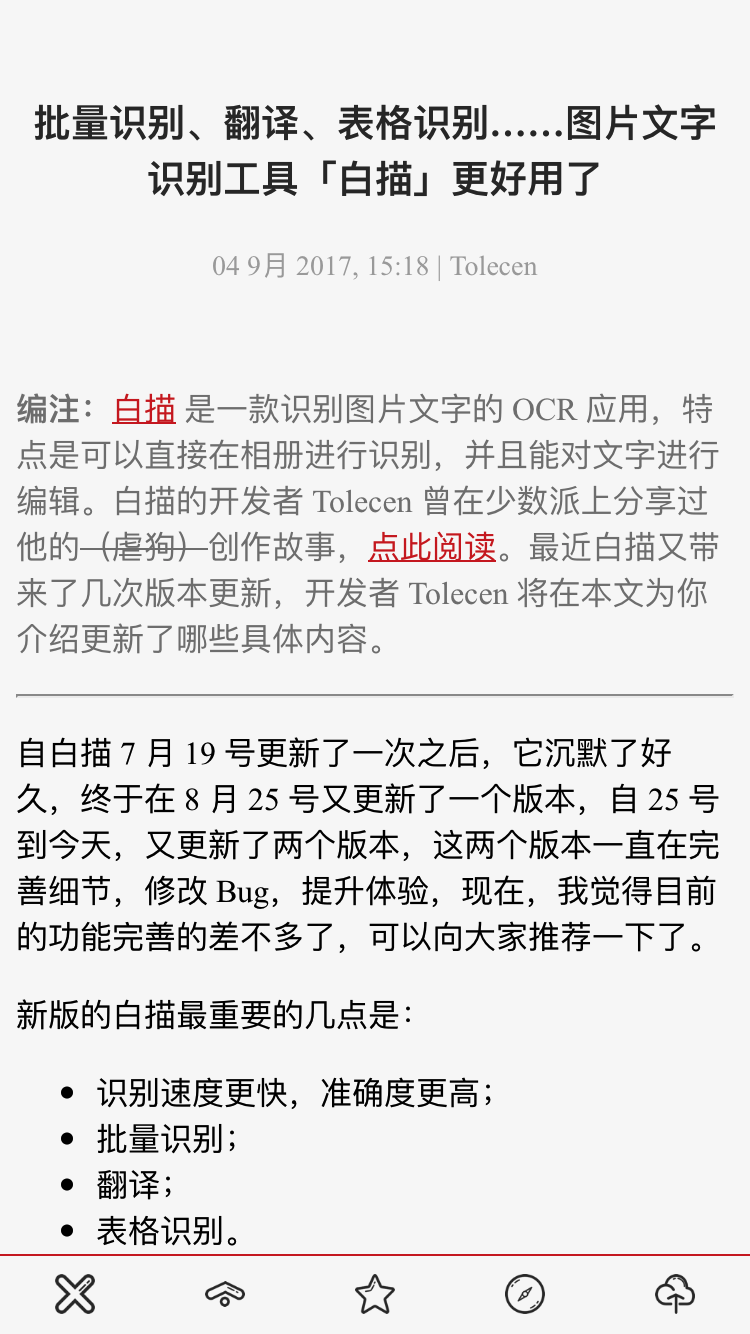 批量识别、翻译、表格识别……图片文字
识别工具「白描」更好用了
04 9月 2017, 15:18 | Tolecen
编注：白描 是一款识别图片文字的 OCR 应用，特
点是可以直接在相册进行识别，并且能对文字进行
编辑。白描的开发者 Tolecen 曾在少数派上分享过
他的（虐狗）创作故事，点此阅读。最近白描又带
来了几次版本更新，开发者 Tolecen 将在本文为你
介绍更新了哪些具体内容。
自白描 7 月 19 号更新了一次之后，它沉默了好
久，终于在 8 月 25 号又更新了一个版本，自 25 号
到今天，又更新了两个版本，这两个版本一直在完
善细节，修改 Bug，提升体验，现在，我觉得目前
的功能完善的差不多了，可以向大家推荐一下了。
新版的白描最重要的几点是：
• 识别速度更快，准确度更高；
• 批量识别；
• 翻译；
• 表格识别。